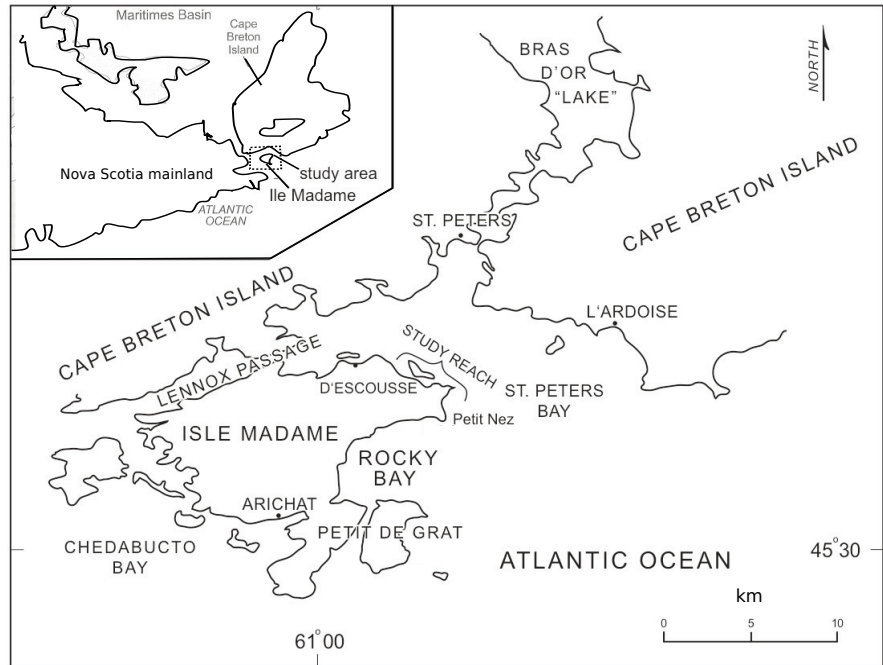 Maritimes Basin
Cape
Breton
Island
Nova Scotia mainland
study area
Ile Madame
ATLANTIC
OCEAN
BRAS
D'OR
"LAKE"
NORTH
CAPE BRETON ISLAND
ST. PETERS
CAPE BRETON ISLAND
L'ARDOISE
LENNOX PASSAGE
STUDY REACH
D'ESCOUSSE
ST. PETERS
BAY
Petit Nez
ISLE MADAME
ROCKY
BAY
ARICHAT
PETIT DE GRAT
CHEDABUCTO
BAY
ATLANTIC OCEAN
45°30
km
0 5 10
61°00